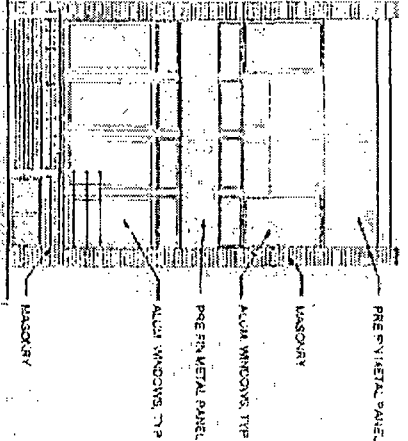 PRE FIN METAL PANEL
MASONRY
ALUM. WINDOWS, TYP
PRE FIN METAL PANEL
ALUM. WINDOWS, TYP
MASONRY